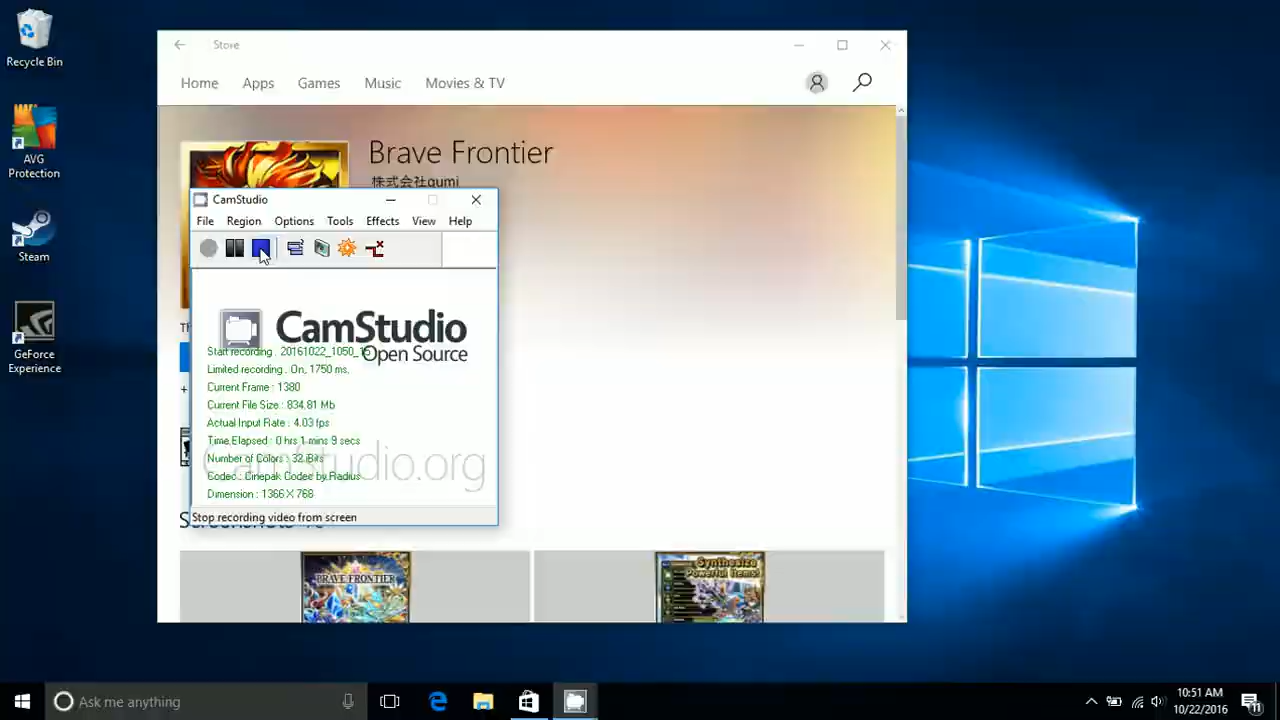 Recycle Bin
AVG
Protection
Steam
GeForce
Experience
Store
Home Apps Games Music Movies & TV
Brave Frontier
株式会社gumi
CamStudio
File Region Options Tools Effects View Help
CamStudio
Open Source
Start recording : 20161022_1050_
Limited recording : On, 1750 ms.
Current Frame : 1380
Current File Size : 834.81 Mb
Actual Input Rate : 4.03 fps
Time Elapsed : 0 hrs 1 mins 9 secs
Number of Colors : 32 Bits
CamStudio.org
Codec : Cinepak Codec by Radius
Dimension : 1366 X 768
Stop recording video from screen
BRAVE FRONTIER
Synthesize
Powerful Items!
Ask me anything
10:51 AM
10/22/2016
11